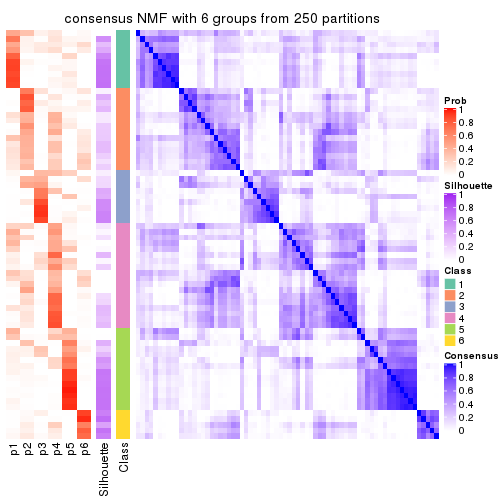 consensus NMF with 6 groups from 250 partitions
Prob
1
0.8
0.6
0.4
0.2
0
Silhouette
1
0.8
0.6
0.4
0.2
0
Class
1
2
3
4
5
6
Consensus
1
0.8
0.6
0.4
0.2
0
p1
p2
p3
p4
p5
p6
Silhouette
Class